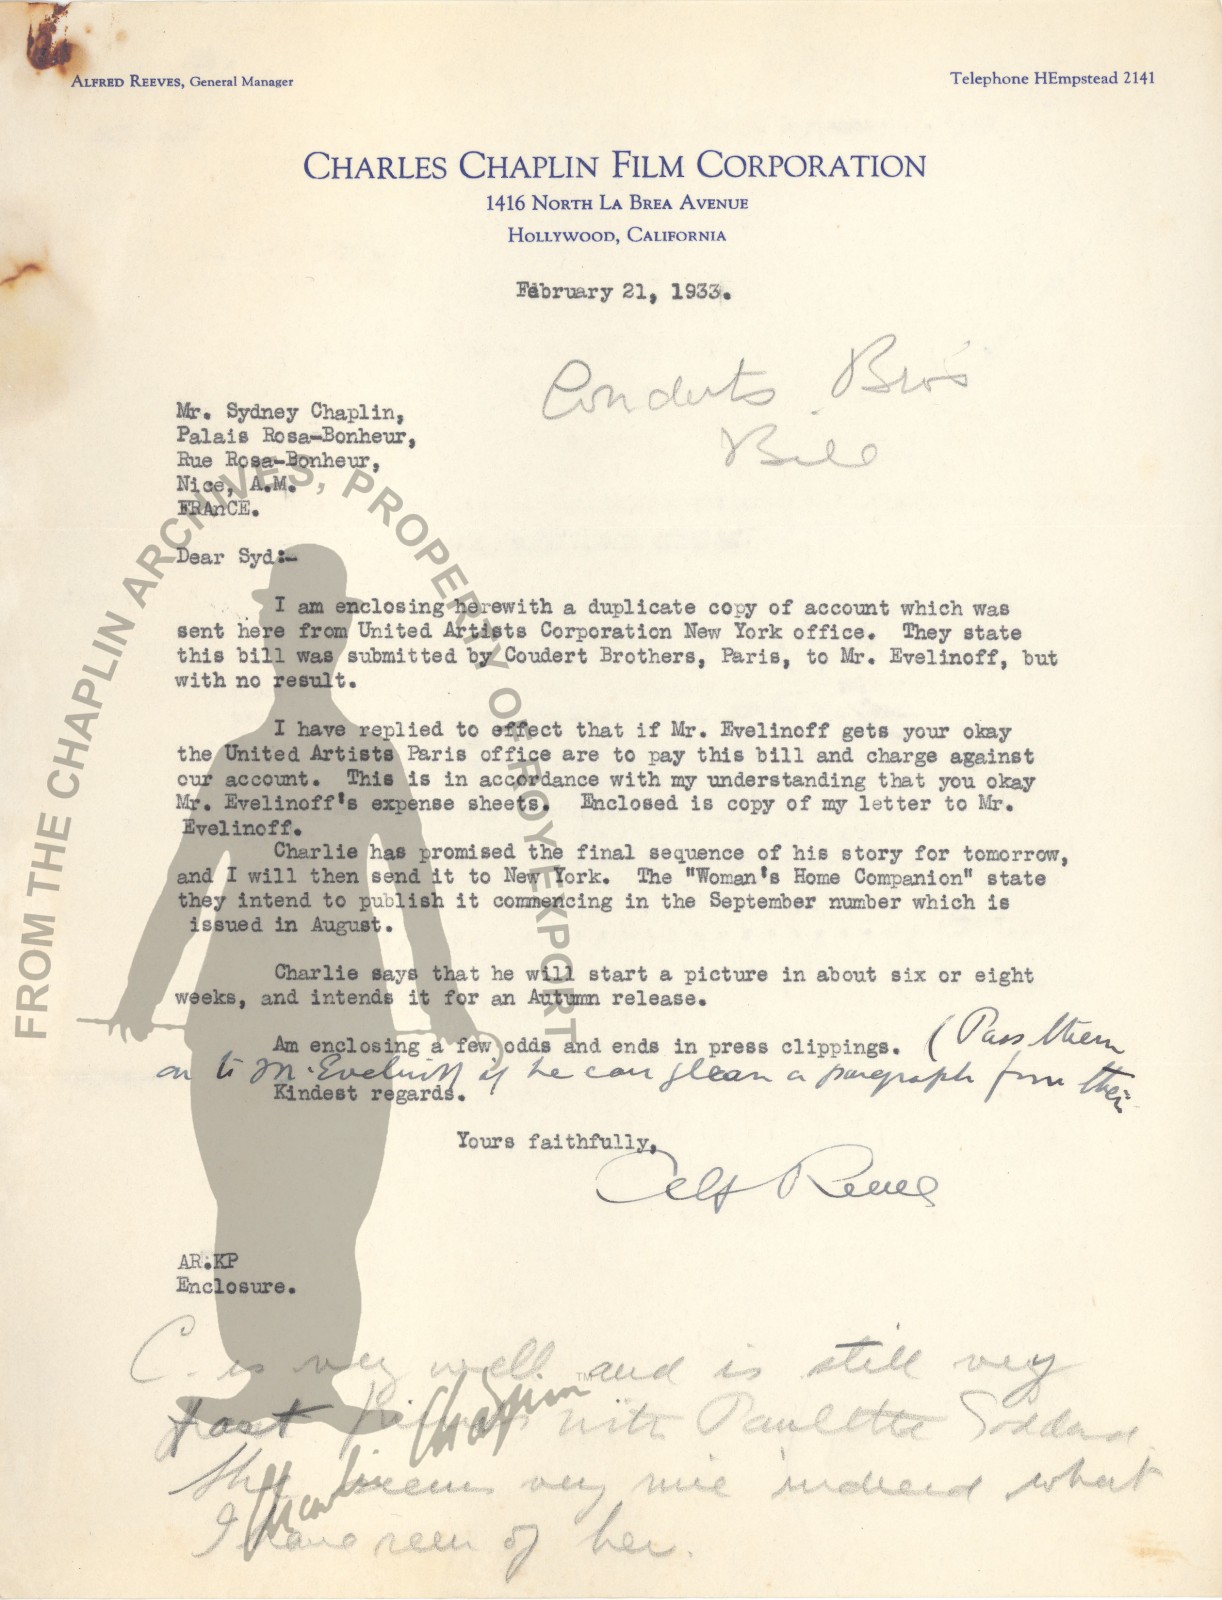 ALFRED REEVES, General Manager
Telephone HEmpstead 2141
CHARLES CHAPLIN FILM CORPORATION
1416 NORTH LA BREA AVENUE
HOLLYWOOD, CALIFORNIA
February 21, 1933.
Conderts Bro's
Bill
Mr. Sydney Chaplin,
Palais Rosa-Bonheur,
Rue Rosa-Bonheur,
Nice, A.M.
FRAnCE.
Dear Syd:-
I am enclosing herewith a duplicate copy of account which was
sent here from United Artists Corporation New York office. They state
this bill was submitted by Coudert Brothers, Paris, to Mr. Evelinoff, but
with no result.
I have replied to effect that if Mr. Evelinoff gets your okay
the United Artists Paris office are to pay this bill and charge against
our account. This is in accordance with my understanding that you okay
Mr. Evelinoff's expense sheets. Enclosed is copy of my letter to Mr.
Evelinoff.
Charlie has promised the final sequence of his story for tomorrow,
and I will then send it to New York. The "Woman's Home Companion" state
they intend to publish it commencing in the September number which is
issued in August.
Charlie says that he will start a picture in about six or eight
weeks, and intends it for an Autumn release.
Am enclosing a few odds and ends in press clippings. (Pass them
on to M. Evelinoff if he can glean a paragraph from them
Kindest regards.
Yours faithfully,
Alf Reeves
AR:KP
Enclosure.
C. is very well and is still very
fast friends with Paulette Goddard
She seems very nice indeed what
I have seen of her.
FROM THE CHAPLIN ARCHIVES, PROPERTY OF ROY EXPORT
Charlie Chaplin TM